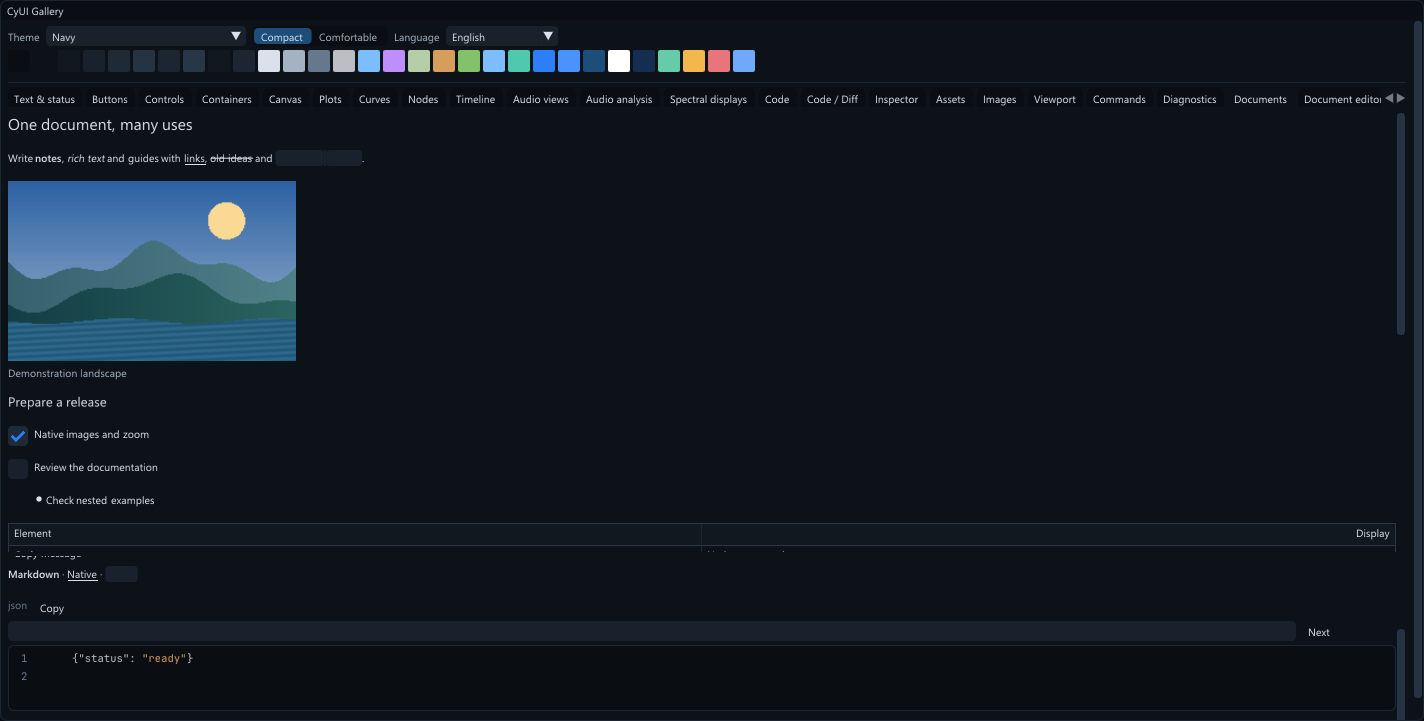 CyUI Gallery
Theme Navy Compact Comfortable Language English
Text & status Buttons Controls Containers Canvas Plots Curves Nodes Timeline Audio views Audio analysis Spectral displays Code Code / Diff Inspector Assets Images Viewport Commands Diagnostics Documents Document editor
One document, many uses
Write notes, rich text and guides with links, old ideas and .
Demonstration landscape
Prepare a release
Native images and zoom
Review the documentation
• Check nested examples
Element Display
Markdown · Native ·
json Copy
Next
1 {"status": "ready"}
2